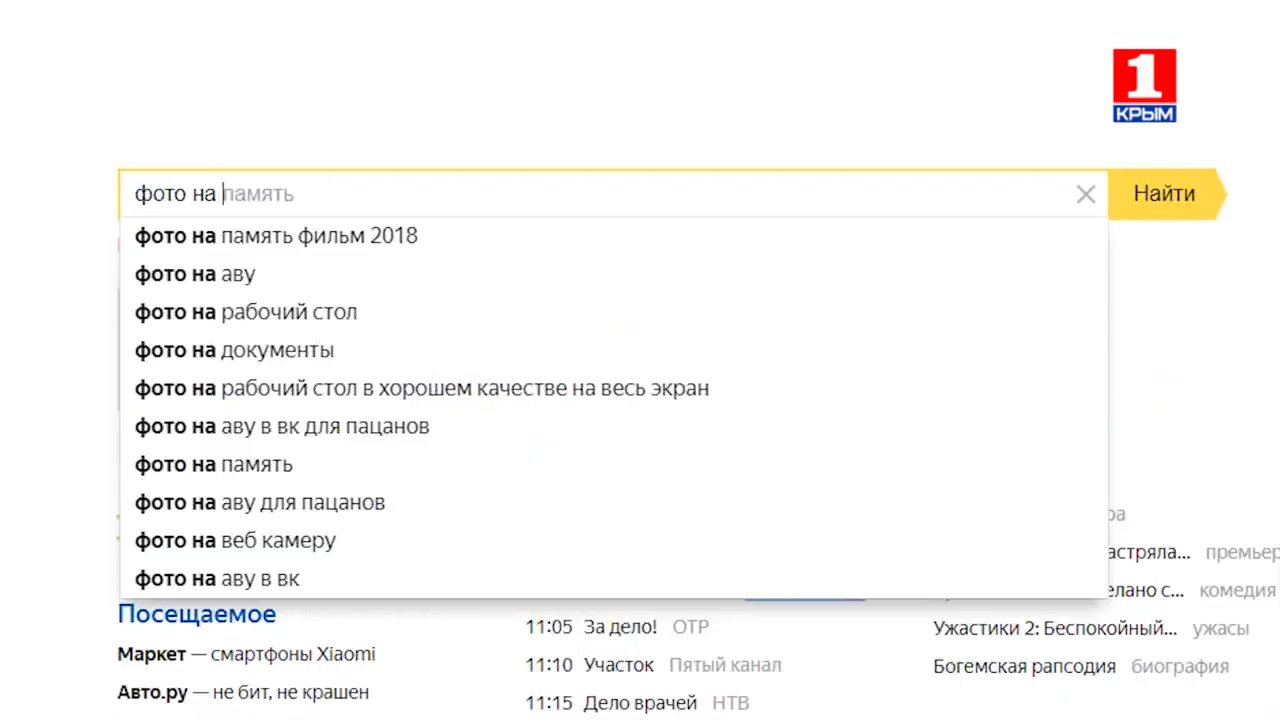 1
КРЫМ
фото на память
Найти
фото на память фильм 2018
фото на аву
фото на рабочий стол
фото на документы
фото на рабочий стол в хорошем качестве на весь экран
фото на аву в вк для пацанов
фото на память
фото на аву для пацанов
фото на веб камеру
фото на аву в вк
Посещаемое
Маркет — смартфоны Xiaomi
Авто.ру — не бит, не крашен
11:05 За дело! ОТР
11:10 Участок Пятый канал
11:15 Дело врачей НТВ
ра
астряла... премьер
елано с... комедия
Ужастики 2: Беспокойный... ужасы
Богемская рапсодия биография